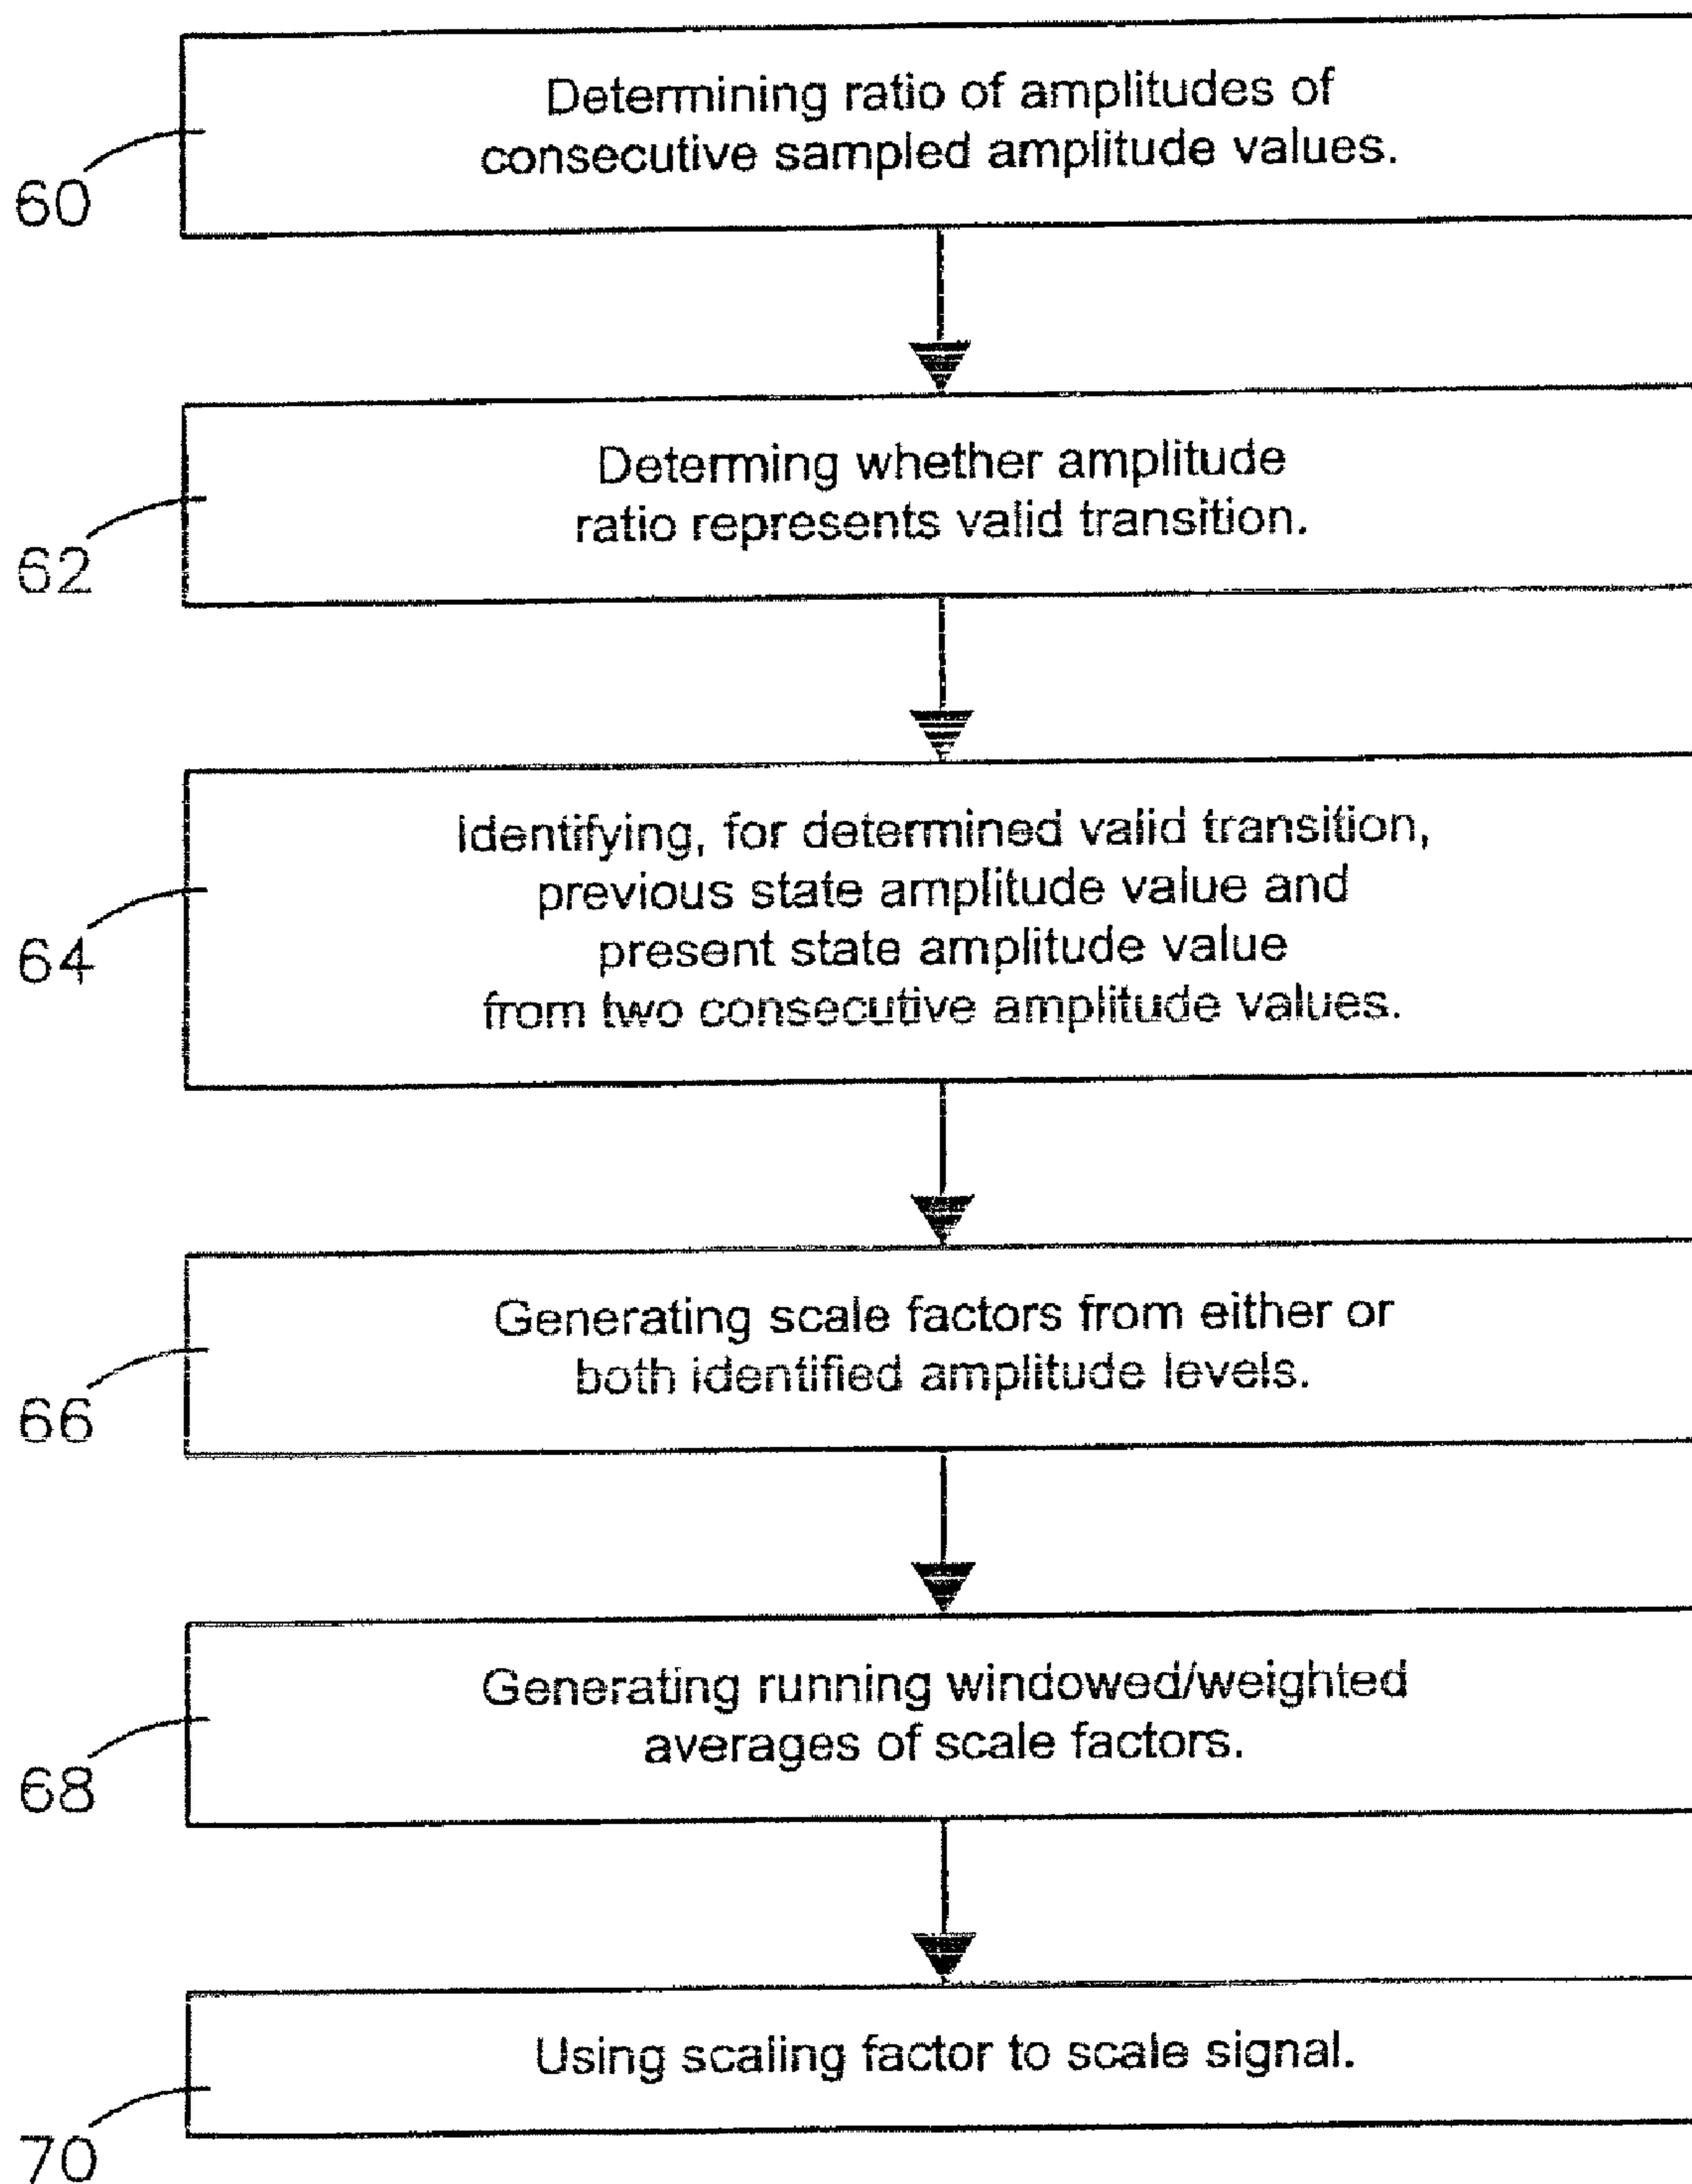 Determining ratio of amplitudes of
consecutive sampled amplitude values.
60
Determing whether amplitude
ratio represents valid transition.
62
Identifying, for determined valid transition,
previous state amplitude value and
present state amplitude value
from two consecutive amplitude values.
64
Generating scale factors from either or
both identified amplitude levels.
66
Generating running windowed/weighted
averages of scale factors.
68
Using scaling factor to scale signal.
70